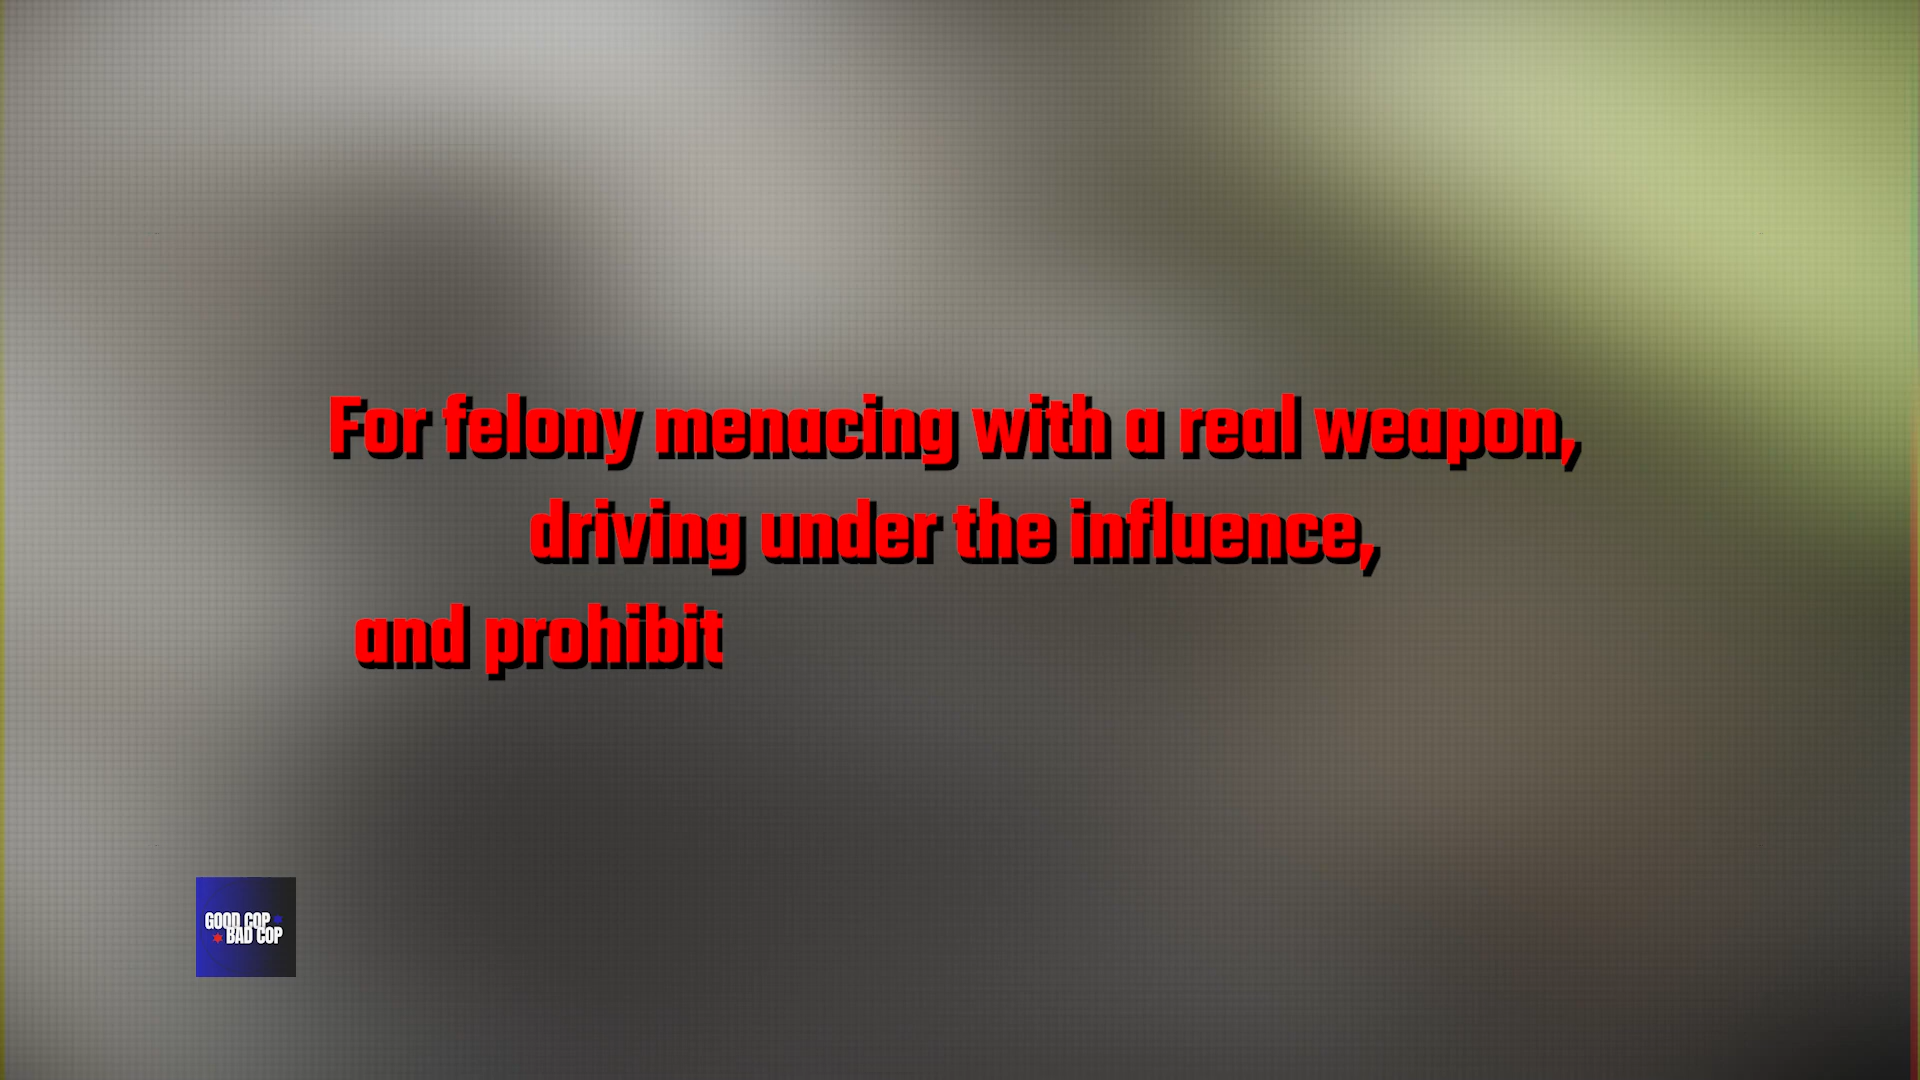 For felony menacing with a real weapon,
driving under the influence,
and prohibit
GOOD COP
BAD COP